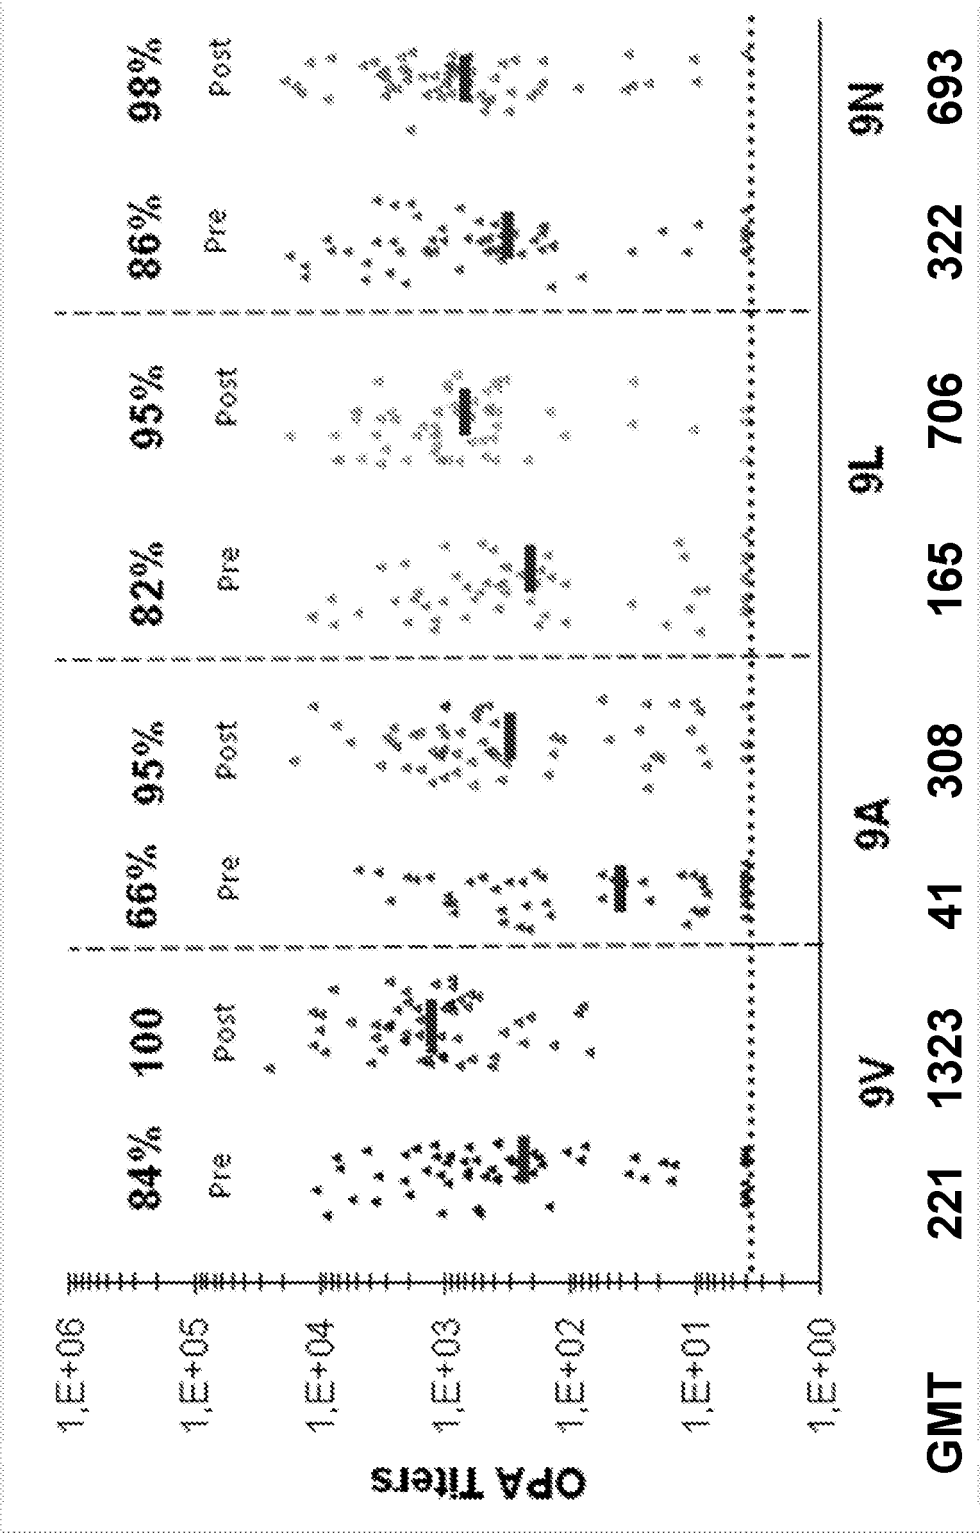 84% 100 66% 95% 82% 95% 86% 98%
Pre Post Pre Post Pre Post Pre Post
OPA Titers
1,E+06
1,E+05
1,E+04
1,E+03
1,E+02
1,E+01
1,E+00
9V 9A 9L 9N
GMT 221 1323 41 308 165 706 322 693